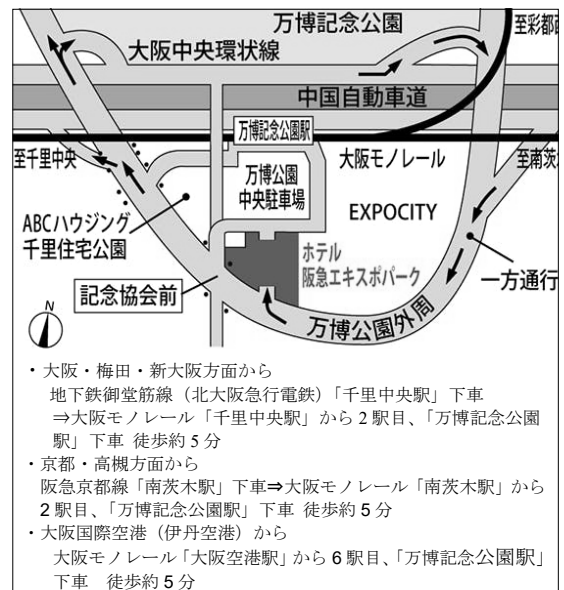 万博記念公園
至彩都西
大阪中央環状線
中国自動車道
万博記念公園駅
至千里中央
大阪モノレール
至南茨
万博公園
中央駐車場
ABCハウジング
千里住宅公園
EXPOCITY
ホテル
阪急エキスポパーク
一方通行
記念協会前
N
万博公園外周
・大阪・梅田・新大阪方面から
地下鉄御堂筋線（北大阪急行電鉄）「千里中央駅」下車
⇒大阪モノレール「千里中央駅」から 2 駅目、「万博記念公園
駅」下車 徒歩約 5 分
・京都・高槻方面から
阪急京都線「南茨木駅」下車⇒大阪モノレール「南茨木駅」から
2 駅目、「万博記念公園駅」下車 徒歩約 5 分
・大阪国際空港（伊丹空港）から
大阪モノレール「大阪空港駅」から 6 駅目、「万博記念公園駅」
下車　徒歩約 5 分